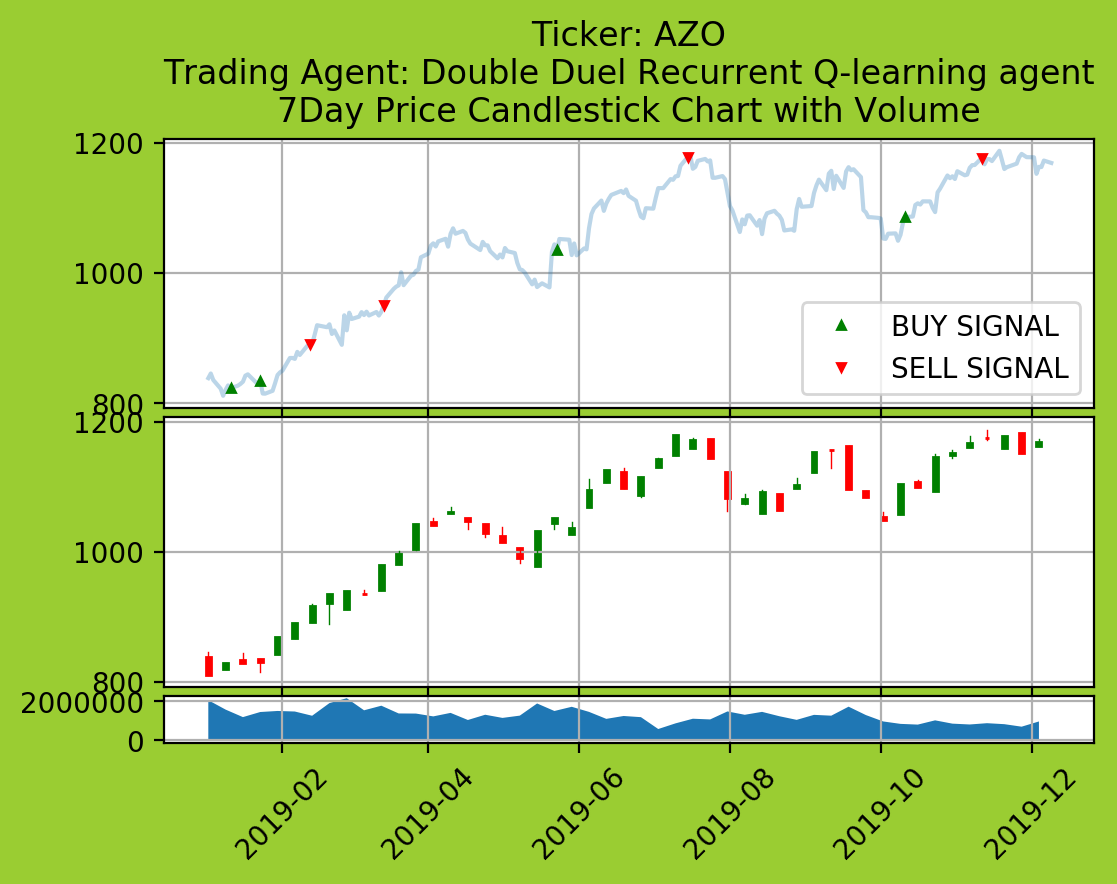 Ticker: AZO
Trading Agent: Double Duel Recurrent Q-learning agent
7Day Price Candlestick Chart with Volume
1200
1000
800
BUY SIGNAL
SELL SIGNAL
1200
1000
800
2000000
0
2019-02
2019-04
2019-06
2019-08
2019-10
2019-12